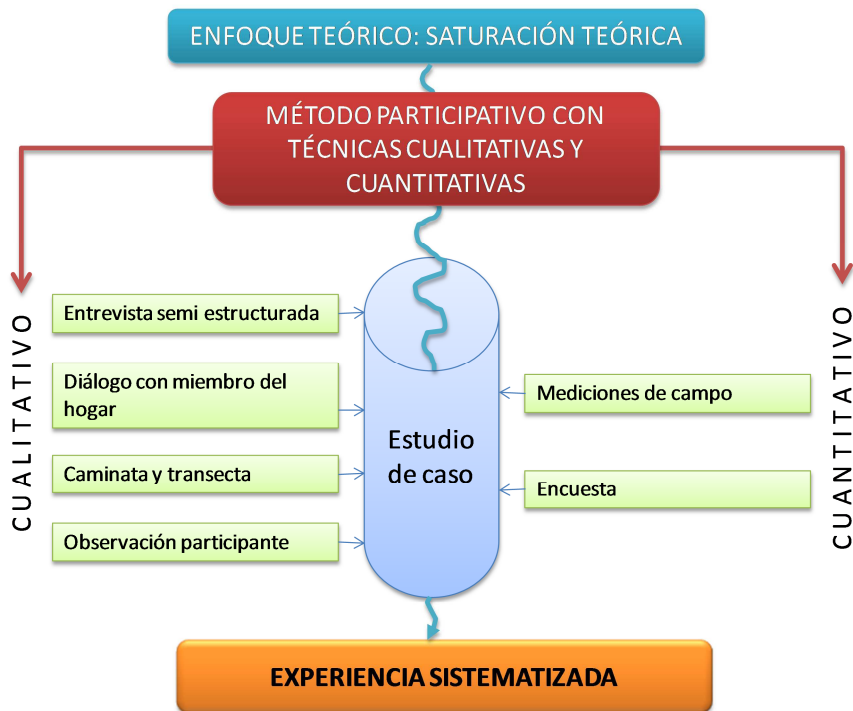 ENFOQUE TEÓRICO: SATURACIÓN TEÓRICA
MÉTODO PARTICIPATIVO CON
TÉCNICAS CUALITATIVAS Y
CUANTITATIVAS
CUALITATIVO
Entrevista semi estructurada
Diálogo con miembro del
hogar
Caminata y transecta
Observación participante
Estudio
de caso
Mediciones de campo
Encuesta
CUANTITATIVO
EXPERIENCIA SISTEMATIZADA